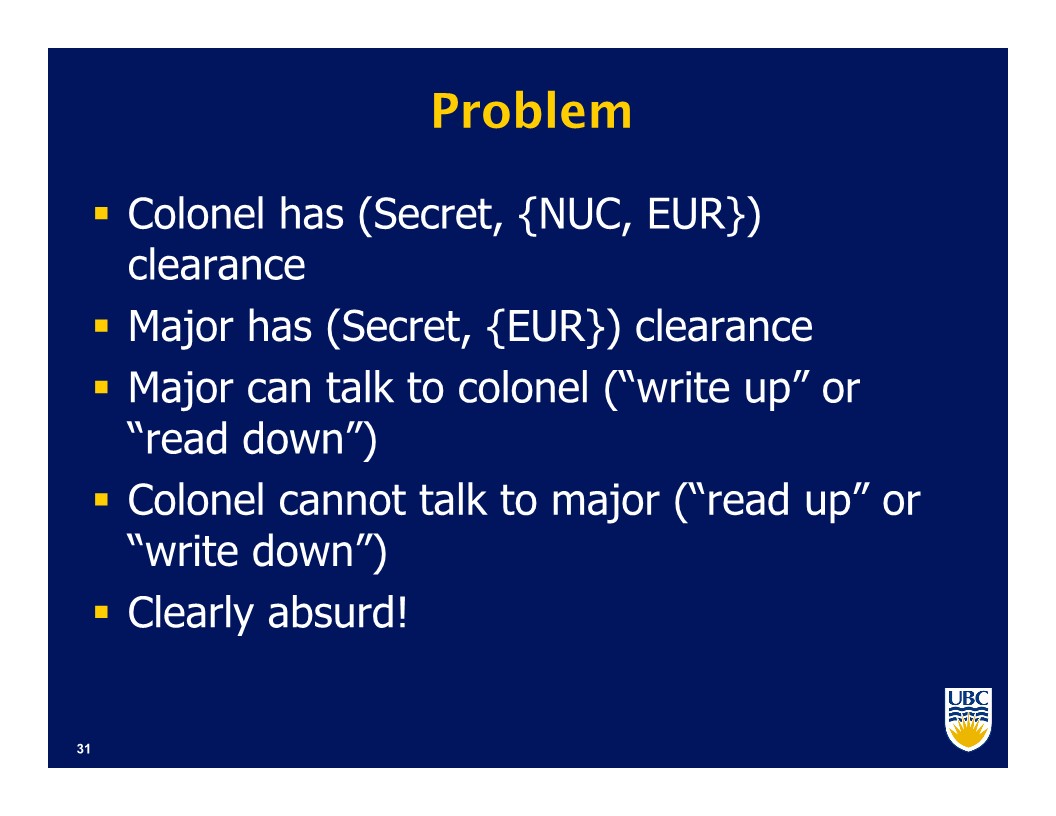 Problem
▪ Colonel has (Secret, {NUC, EUR})
clearance
▪ Major has (Secret, {EUR}) clearance
▪ Major can talk to colonel (“write up” or
“read down”)
▪ Colonel cannot talk to major (“read up” or
“write down”)
▪ Clearly absurd!
UBC
31